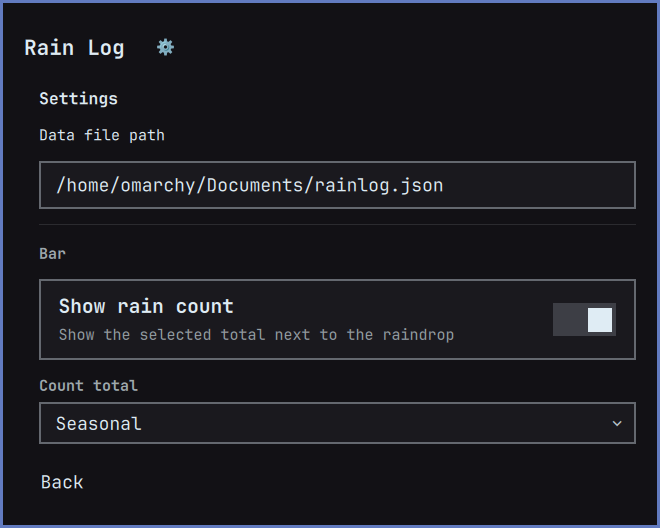 Rain Log
Settings
Data file path
/home/omarchy/Documents/rainlog.json
Bar
Show rain count
Show the selected total next to the raindrop
Count total
Seasonal
Back